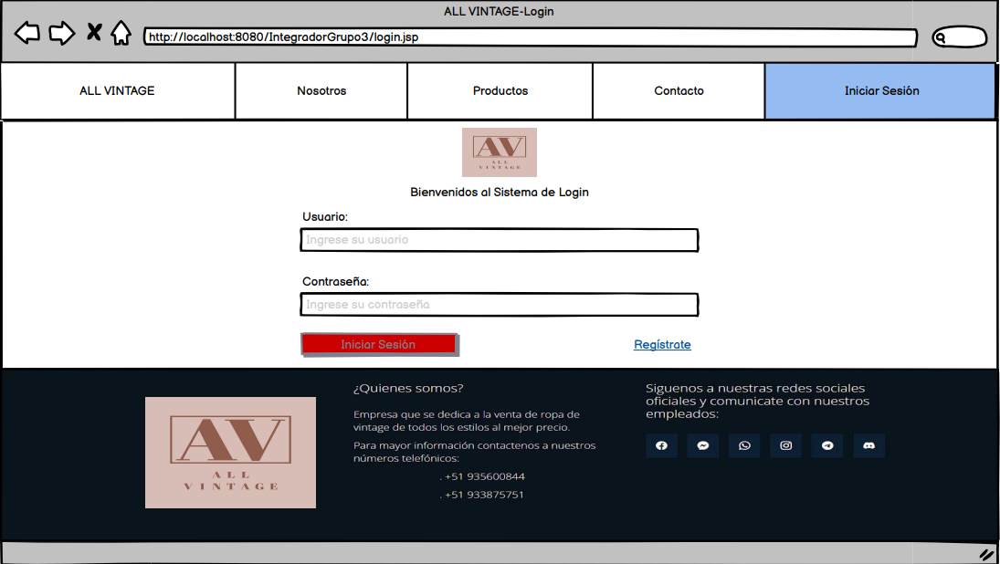 ALL VINTAGE-Login
http://localhost:8080/IntegradorGrupo3/login.jsp
ALL VINTAGE
Nosotros
Productos
Contacto
Iniciar Sesión
AV
ALL
VINTAGE
Bienvenidos al Sistema de Login
Usuario:
Ingrese su usuario
Contraseña:
Ingrese su contraseña
Iniciar Sesión
Regístrate
AV
ALL
VINTAGE
¿Quienes somos?
Empresa que se dedica a la venta de ropa de
vintage de todos los estilos al mejor precio.
Para mayor información contactenos a nuestros
números telefónicos:
. +51 935600844
. +51 933875751
Siguenos a nuestras redes sociales
oficiales y comunicate con nuestros
empleados: